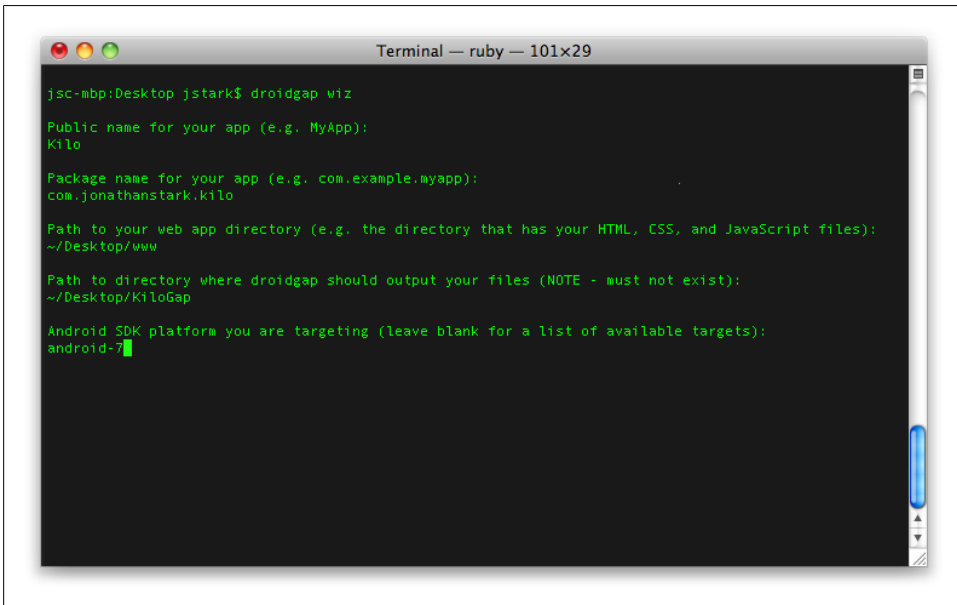 Terminal — ruby — 101×29
jsc-mbp:Desktop jstark$ droidgap wiz
Public name for your app (e.g. MyApp):
Kilo
Package name for your app (e.g. com.example.myapp):
com.jonathanstark.kilo
Path to your web app directory (e.g. the directory that has your HTML, CSS, and JavaScript files):
~/Desktop/www
Path to directory where droidgap should output your files (NOTE - must not exist):
~/Desktop/KiloGap
Android SDK platform you are targeting (leave blank for a list of available targets):
android-7